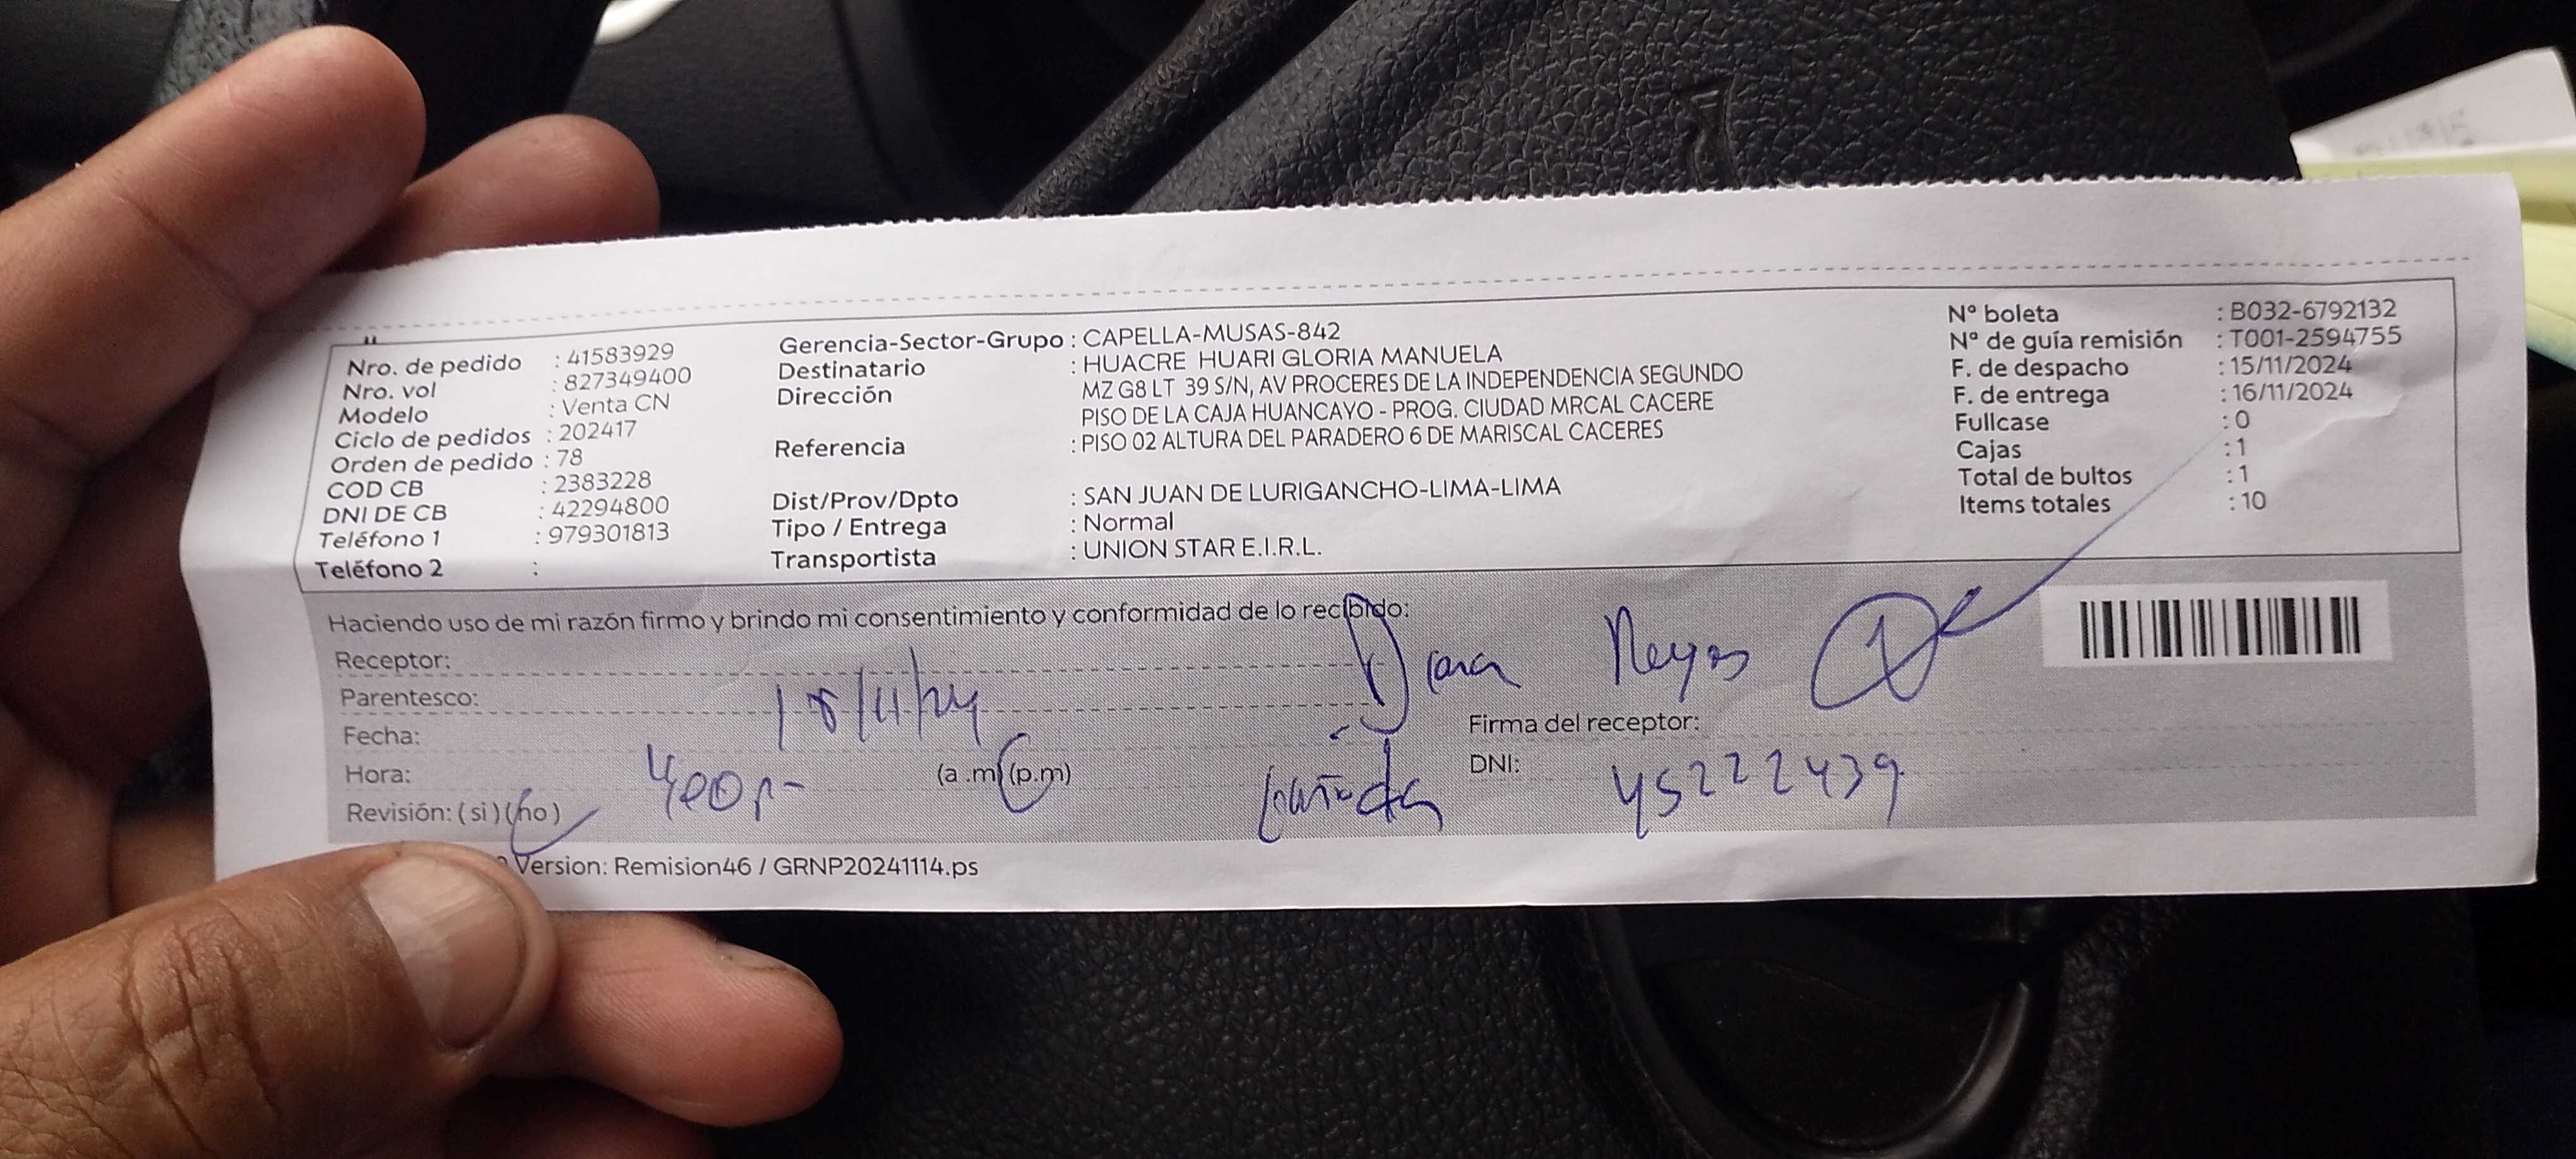 Nro. de pedido : 41583929
Nro. vol : 827349400
Modelo : Venta CN
Ciclo de pedidos : 202417
Orden de pedido : 78
COD CB : 2383228
DNI DE CB : 42294800
Teléfono 1 : 979301813
Teléfono 2 :
Gerencia-Sector-Grupo : CAPELLA-MUSAS-842
Destinatario : HUACRE HUARI GLORIA MANUELA
Dirección MZ G8 LT 39 S/N, AV PROCERES DE LA INDEPENDENCIA SEGUNDO
PISO DE LA CAJA HUANCAYO - PROG. CIUDAD MRCAL CACERE
Referencia : PISO 02 ALTURA DEL PARADERO 6 DE MARISCAL CACERES
Dist/Prov/Dpto : SAN JUAN DE LURIGANCHO-LIMA-LIMA
Tipo / Entrega : Normal
Transportista : UNION STAR E.I.R.L.
Nº boleta : B032-6792132
Nº de guía remisión : T001-2594755
F. de despacho : 15/11/2024
F. de entrega : 16/11/2024
Fullcase : 0
Cajas : 1
Total de bultos : 1
Items totales : 10
Haciendo uso de mi razón firmo y brindo mi consentimiento y conformidad de lo recibido:
Receptor: Reyes 1
Parentesco:
Fecha: 18/11/24
Hora: 400 (a .m) (p.m)
Revisión: ( si ) (no )
Firma del receptor:
DNI: 45222439
Version: Remision46 / GRNP20241114.ps